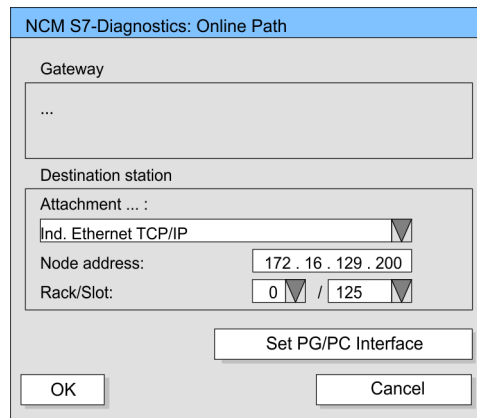 NCM S7-Diagnostics: Online Path
Gateway
...
Destination station
Attachment ... :
Ind. Ethernet TCP/IP
Node address: 172 . 16 . 129 . 200
Rack/Slot: 0 / 125
Set PG/PC Interface
OK Cancel